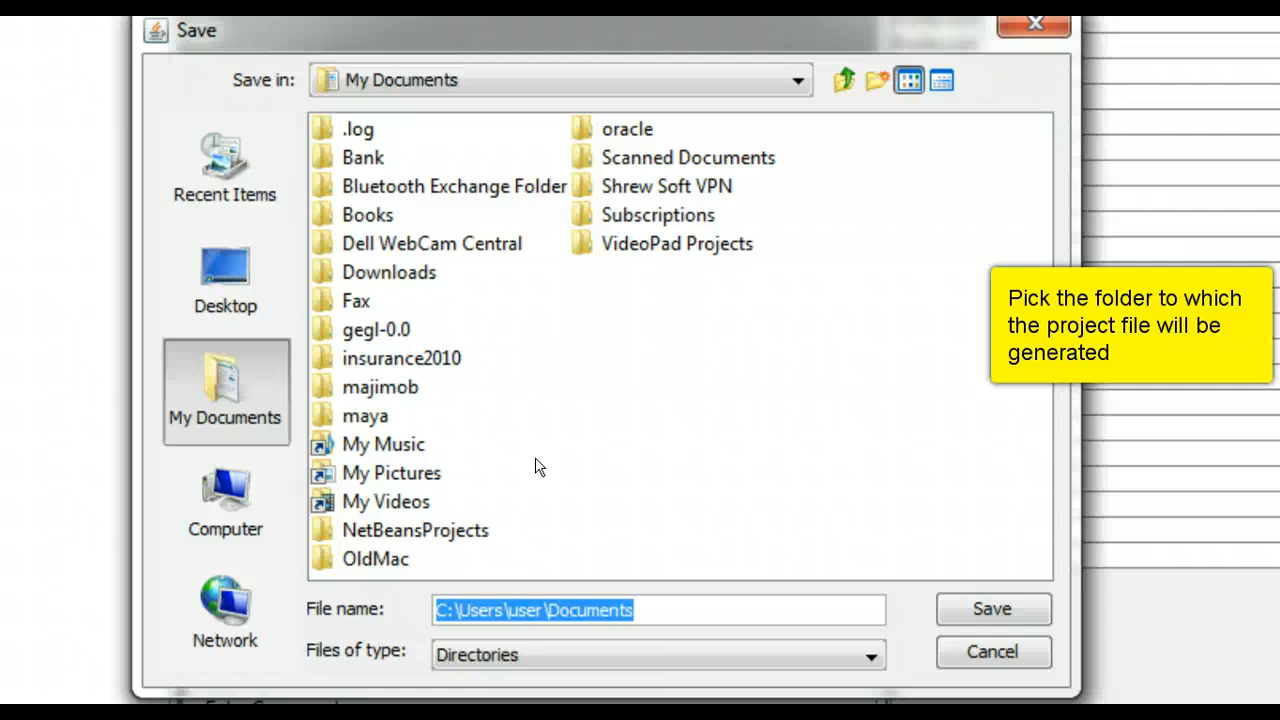 Save
Save in:
My Documents
Recent Items
Desktop
My Documents
Computer
Network
.log
Bank
Bluetooth Exchange Folder
Books
Dell WebCam Central
Downloads
Fax
gegl-0.0
insurance2010
majimob
maya
My Music
My Pictures
My Videos
NetBeansProjects
OldMac
oracle
Scanned Documents
Shrew Soft VPN
Subscriptions
VideoPad Projects
File name:
C:\Users\user\Documents
Save
Files of type:
Directories
Cancel
Pick the folder to which
the project file will be
generated